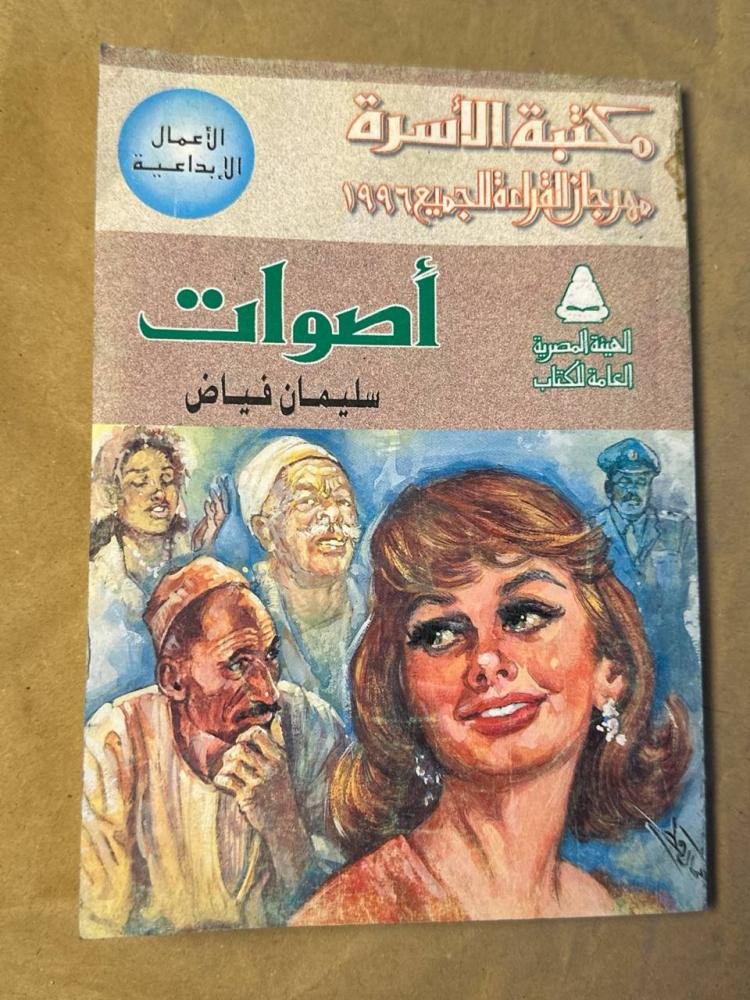 مكتبة الأسرة
مهرجان القراءة للجميع ١٩٩٦
الأعمال
الإبداعية
أصوات
سليمان فياض
الهيئة المصرية
العامة للكتاب